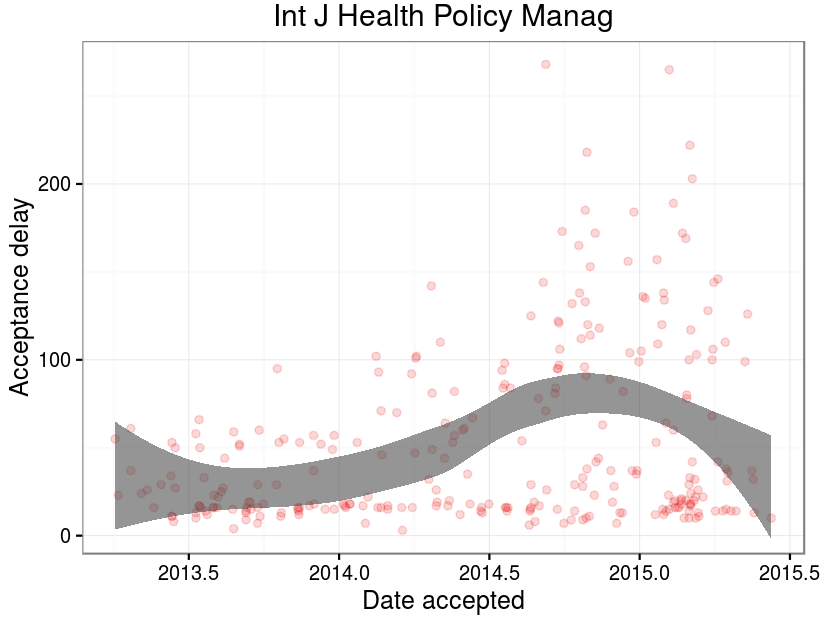 Int J Health Policy Manag
Acceptance delay
200
100
0
2013.5 2014.0 2014.5 2015.0 2015.5
Date accepted